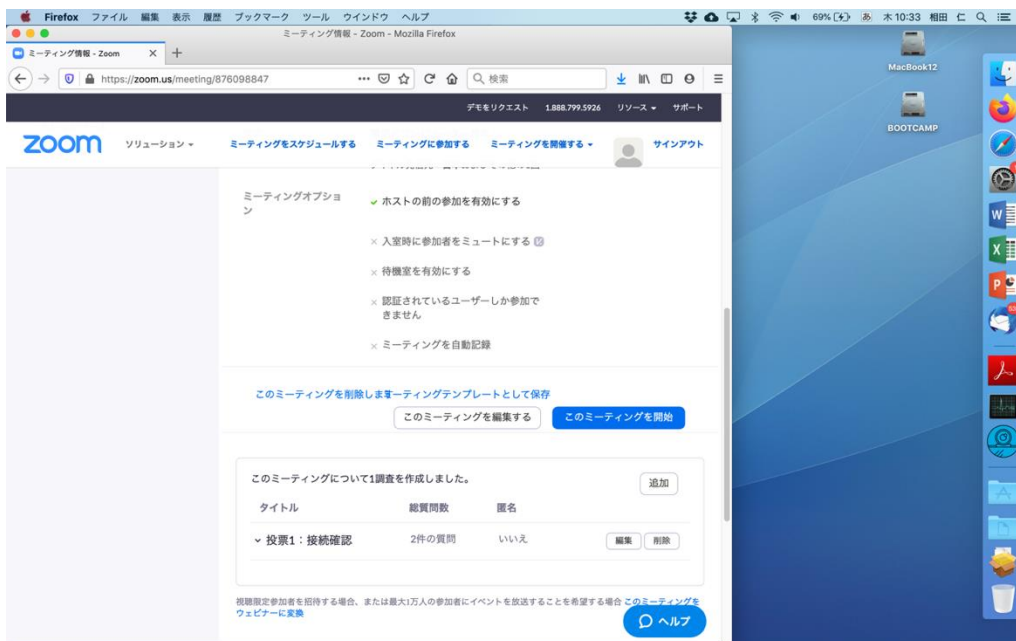 Firefox ファイル 編集 表示 履歴 ブックマーク ツール ウインドウ ヘルプ 69% あ 木10:33 相田 仁
ミーティング情報 - Zoom - Mozilla Firefox
ミーティング情報 - Zoom
https://zoom.us/meeting/876098847 検索
デモをリクエスト 1.888.799.5926 リソース サポート
zoom ソリューション ミーティングをスケジュールする ミーティングに参加する ミーティングを開催する サインアウト
ミーティングオプション
ホストの前の参加を有効にする
入室時に参加者をミュートにする
待機室を有効にする
認証されているユーザーしか参加で
きません
ミーティングを自動記録
このミーティングを削除します ーティングテンプレートとして保存
このミーティングを編集する このミーティングを開始
このミーティングについて1調査を作成しました。 追加
タイトル 総質問数 匿名
投票1：接続確認 2件の質問 いいえ 編集 削除
視聴限定参加者を招待する場合、または最大1万人の参加者にイベントを放送することを希望する場合 このミーティングを
ウェビナーに変換
ヘルプ
MacBook12
BOOTCAMP